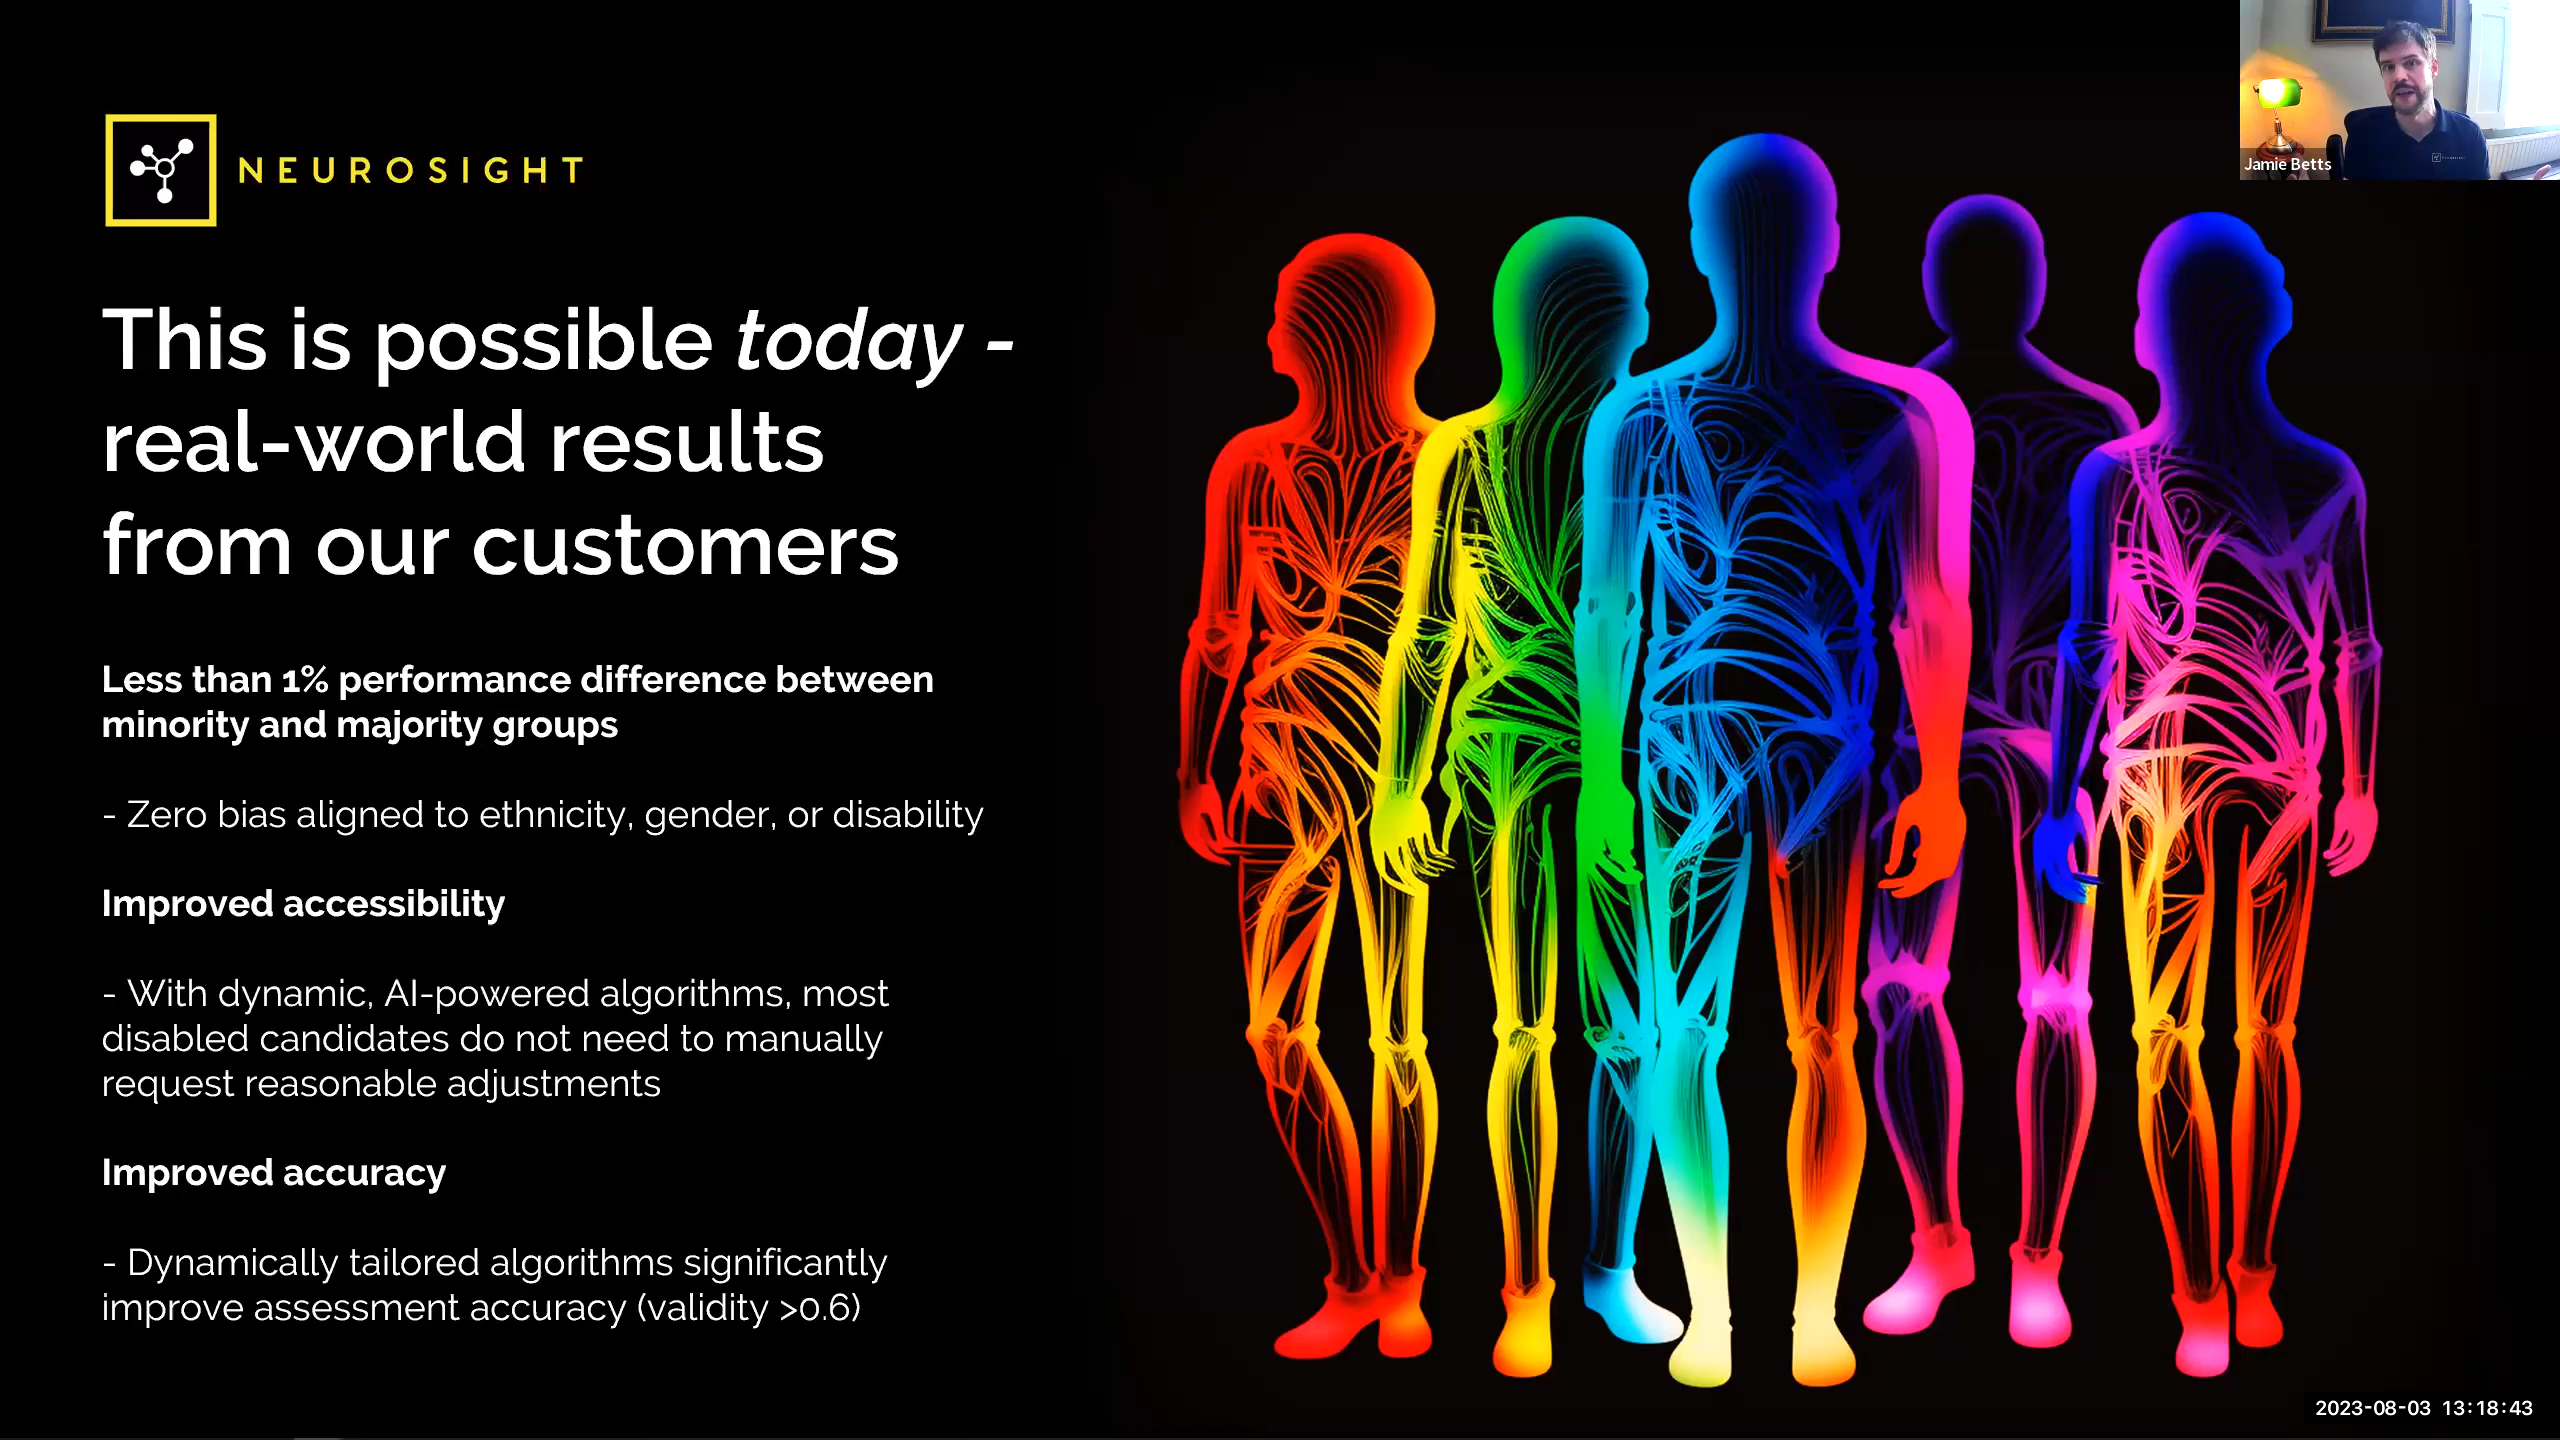 NEUROSIGHT
This is possible today -
real-world results
from our customers
Less than 1% performance difference between
minority and majority groups
- Zero bias aligned to ethnicity, gender, or disability
Improved accessibility
- With dynamic, AI-powered algorithms, most
disabled candidates do not need to manually
request reasonable adjustments
Improved accuracy
- Dynamically tailored algorithms significantly
improve assessment accuracy (validity >0.6)
Jamie Betts
2023-08-03 13:18:43